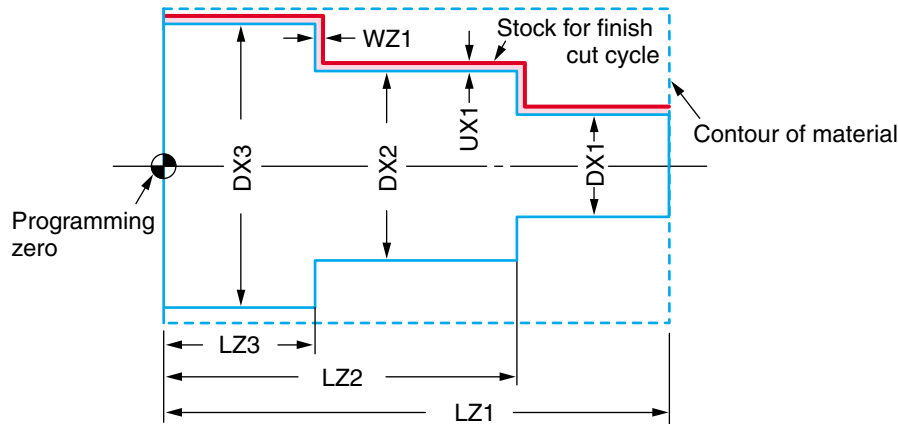 WZ1
Stock for finish
cut cycle
UX1
DX3
DX2
DX1
Contour of material
Programming
zero
LZ3
LZ2
LZ1